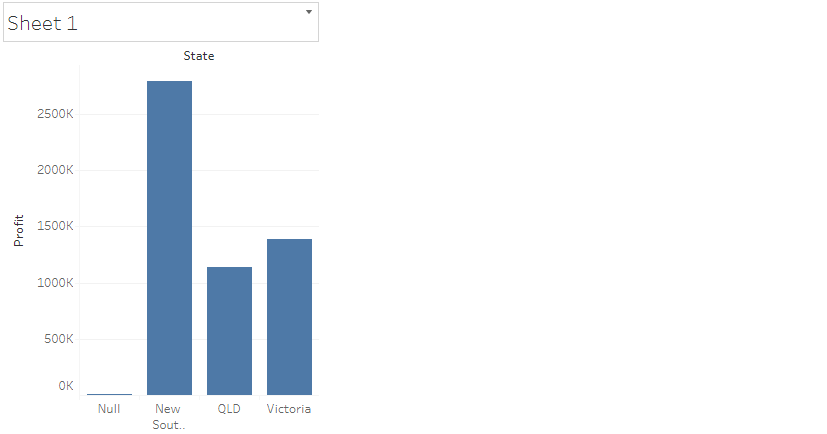 Sheet 1
State
2500K
2000K
1500K
1000K
500K
0K
Profit
Null
New
Sout..
QLD
Victoria